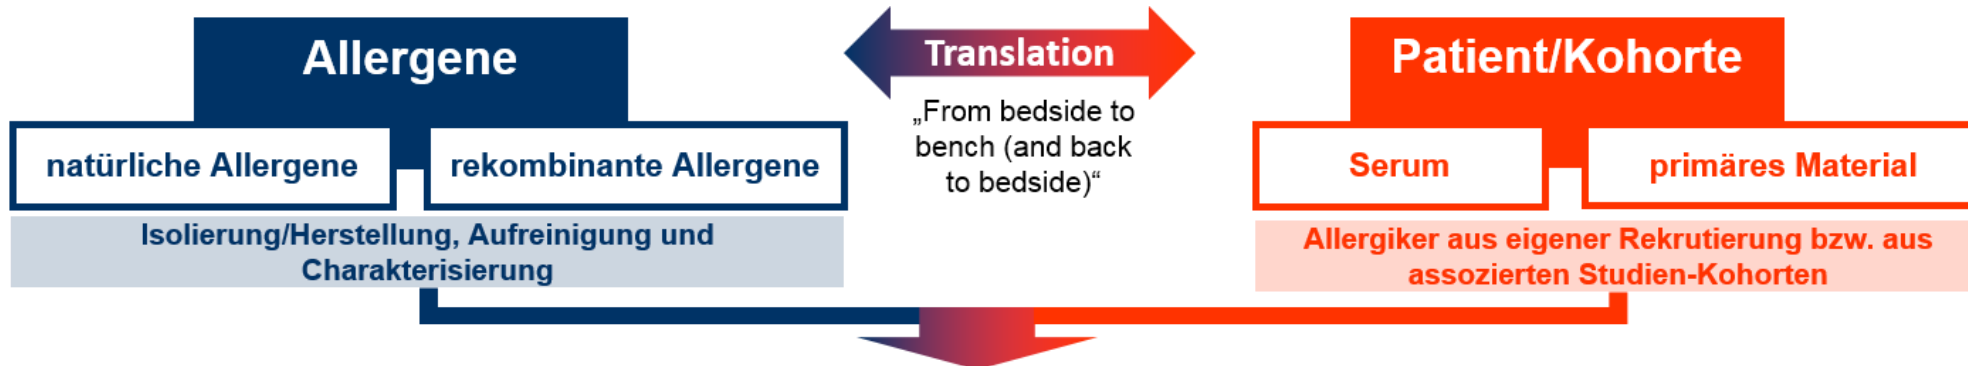 Allergene
natürliche Allergene
rekombinante Allergene
Isolierung/Herstellung, Aufreinigung und
Charakterisierung
Translation
„From bedside to
bench (and back
to bedside)“
Patient/Kohorte
Serum
primäres Material
Allergiker aus eigener Rekrutierung bzw. aus
assozierten Studien-Kohorten